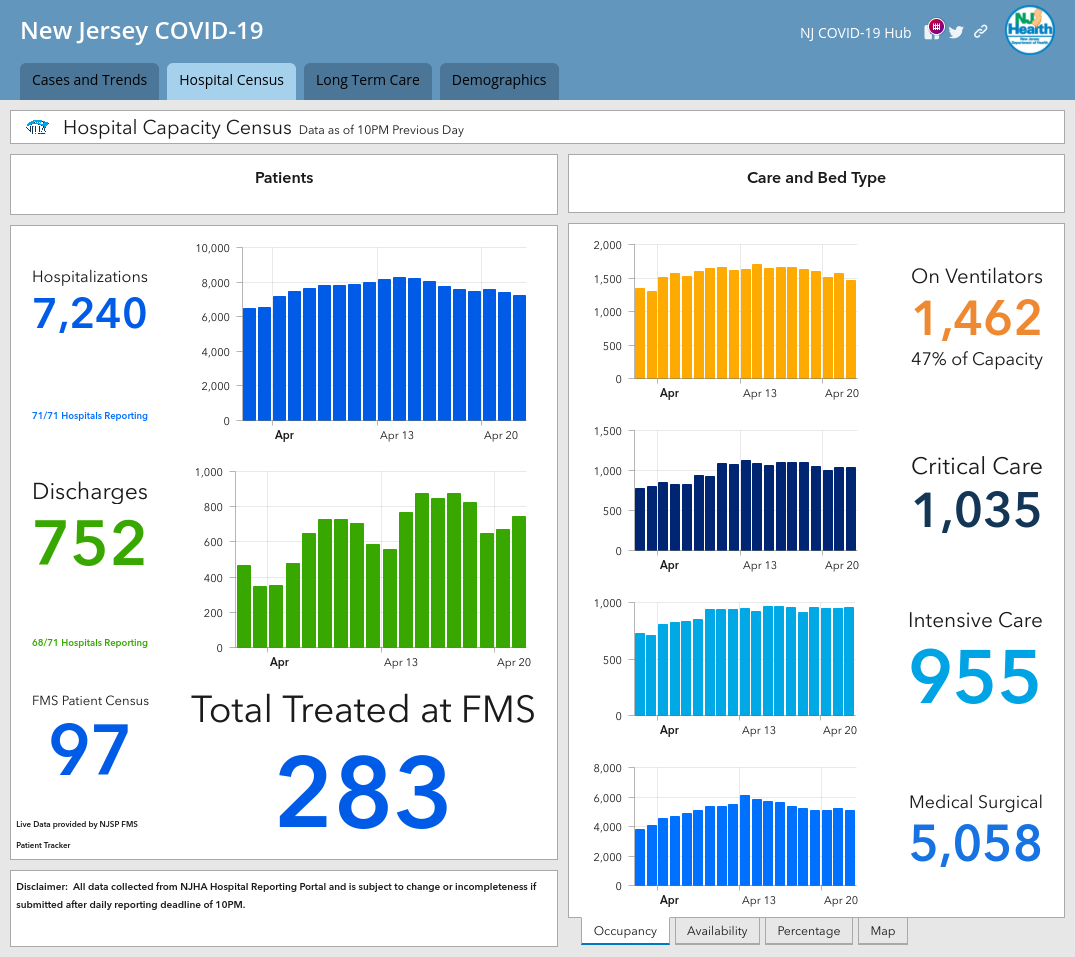 New Jersey COVID-19
NJ COVID-19 Hub
NJ
Health
New Jersey
Department of Health
Cases and Trends
Hospital Census
Long Term Care
Demographics
Hospital Capacity Census Data as of 10PM Previous Day
Patients
Hospitalizations
7,240
71/71 Hospitals Reporting
10,000
8,000
6,000
4,000
2,000
0
Apr
Apr 13
Apr 20
Discharges
752
68/71 Hospitals Reporting
1,000
800
600
400
200
0
Apr
Apr 13
Apr 20
FMS Patient Census
97
Live Data provided by NJSP FMS
Patient Tracker
Total Treated at FMS
283
Disclaimer: All data collected from NJHA Hospital Reporting Portal and is subject to change or incompleteness if
submitted after daily reporting deadline of 10PM.
Care and Bed Type
2,000
1,500
1,000
500
0
Apr
Apr 13
Apr 20
On Ventilators
1,462
47% of Capacity
1,500
1,000
500
0
Apr
Apr 13
Apr 20
Critical Care
1,035
1,000
500
0
Apr
Apr 13
Apr 20
Intensive Care
955
8,000
6,000
4,000
2,000
0
Apr
Apr 13
Apr 20
Medical Surgical
5,058
Occupancy
Availability
Percentage
Map